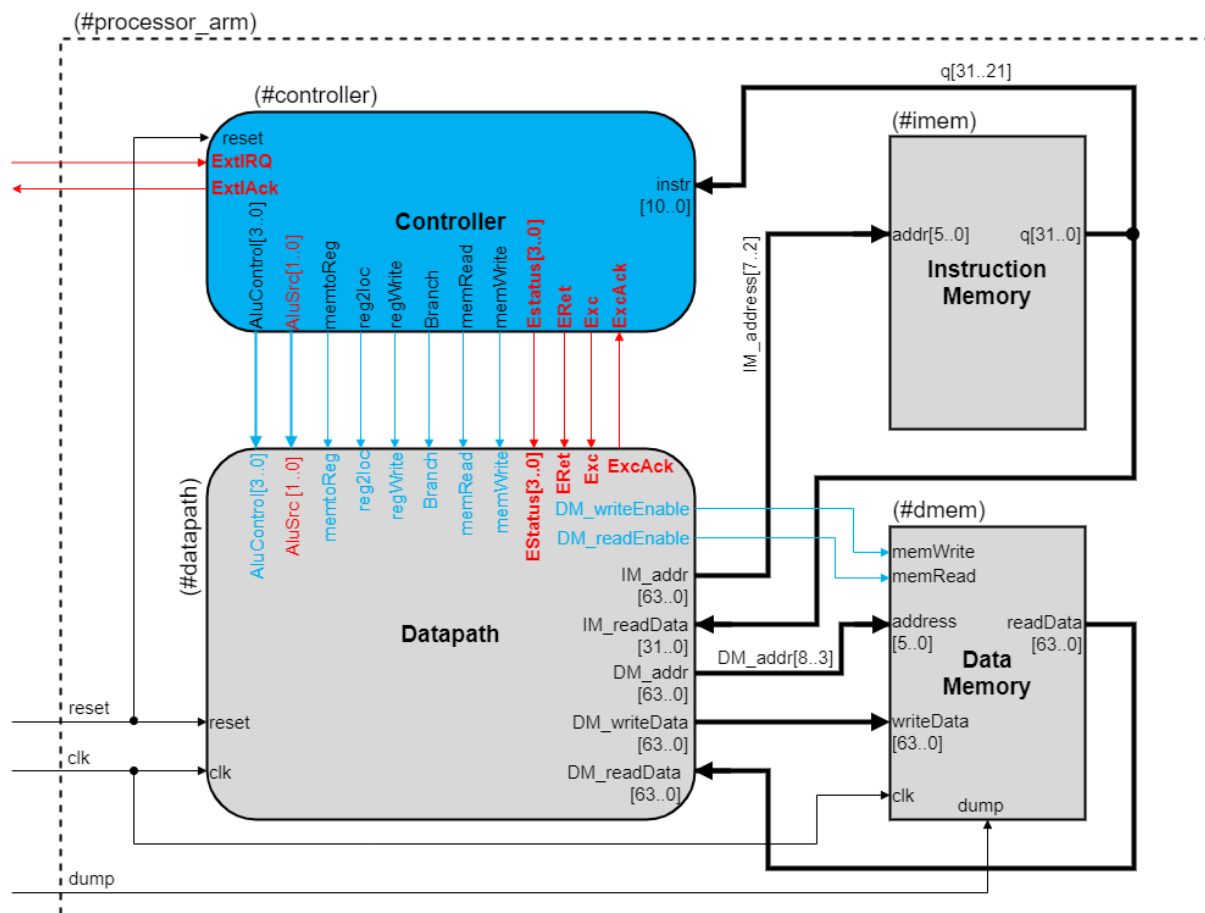 (#processor_arm)
q[31..21]
(#controller)
(#imem)
reset
ExtIRQ
ExtIAck
instr
[10..0]
Controller
AluControl[3..0]
AluSrc[1..0]
memtoReg
reg2loc
regWrite
Branch
memRead
memWrite
Estatus[3..0]
ERet
Exc
ExcAck
IM_address[7..2]
addr[5..0]
q[31..0]
Instruction
Memory
(#datapath)
AluControl[3..0]
AluSrc [1..0]
memtoReg
reg2loc
regWrite
Branch
memRead
memWrite
EStatus[3..0]
ERet
Exc
ExcAck
DM_writeEnable
DM_readEnable
IM_addr
[63..0]
IM_readData
[31..0]
DM_addr
[63..0]
DM_writeData
[63..0]
DM_readData
[63..0]
Datapath
DM_addr[8..3]
(#dmem)
memWrite
memRead
address
[5..0]
readData
[63..0]
Data
Memory
writeData
[63..0]
clk
dump
reset
reset
clk
clk
dump